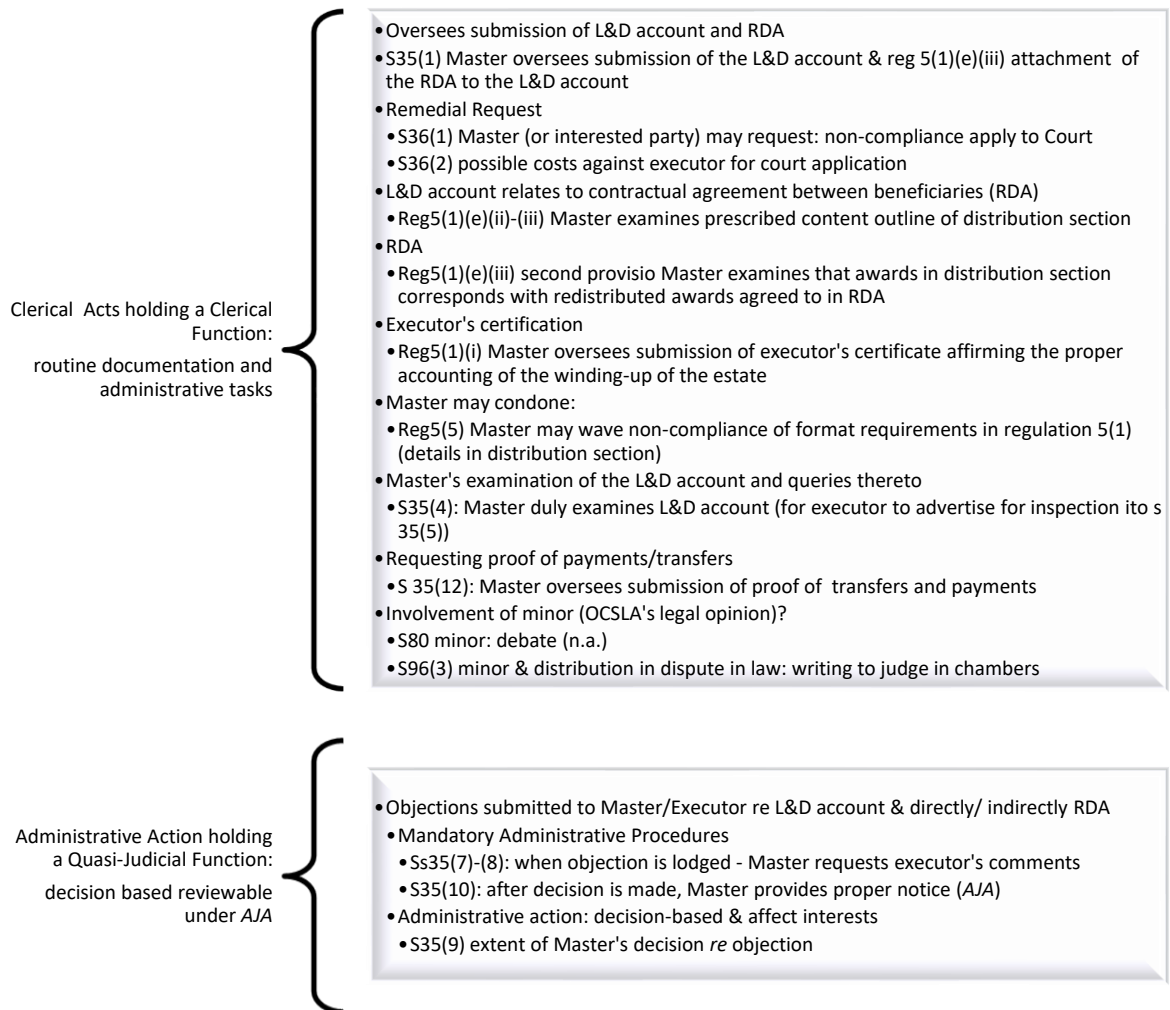 Clerical Acts holding a Clerical
Function:
routine documentation and
administrative tasks
•Oversees submission of L&D account and RDA
•S35(1) Master oversees submission of the L&D account & reg 5(1)(e)(iii) attachment of
the RDA to the L&D account
•Remedial Request
•S36(1) Master (or interested party) may request: non-compliance apply to Court
•S36(2) possible costs against executor for court application
•L&D account relates to contractual agreement between beneficiaries (RDA)
•Reg5(1)(e)(ii)-(iii) Master examines prescribed content outline of distribution section
•RDA
•Reg5(1)(e)(iii) second provisio Master examines that awards in distribution section
corresponds with redistributed awards agreed to in RDA
•Executor's certification
•Reg5(1)(i) Master oversees submission of executor's certificate affirming the proper
accounting of the winding-up of the estate
•Master may condone:
•Reg5(5) Master may wave non-compliance of format requirements in regulation 5(1)
(details in distribution section)
•Master's examination of the L&D account and queries thereto
•S35(4): Master duly examines L&D account (for executor to advertise for inspection ito s
35(5))
•Requesting proof of payments/transfers
•S 35(12): Master oversees submission of proof of transfers and payments
•Involvement of minor (OCSLA's legal opinion)?
•S80 minor: debate (n.a.)
•S96(3) minor & distribution in dispute in law: writing to judge in chambers
Administrative Action holding
a Quasi-Judicial Function:
decision based reviewable
under AJA
•Objections submitted to Master/Executor re L&D account & directly/ indirectly RDA
•Mandatory Administrative Procedures
•Ss35(7)-(8): when objection is lodged - Master requests executor's comments
•S35(10): after decision is made, Master provides proper notice (AJA)
•Administrative action: decision-based & affect interests
•S35(9) extent of Master's decision re objection